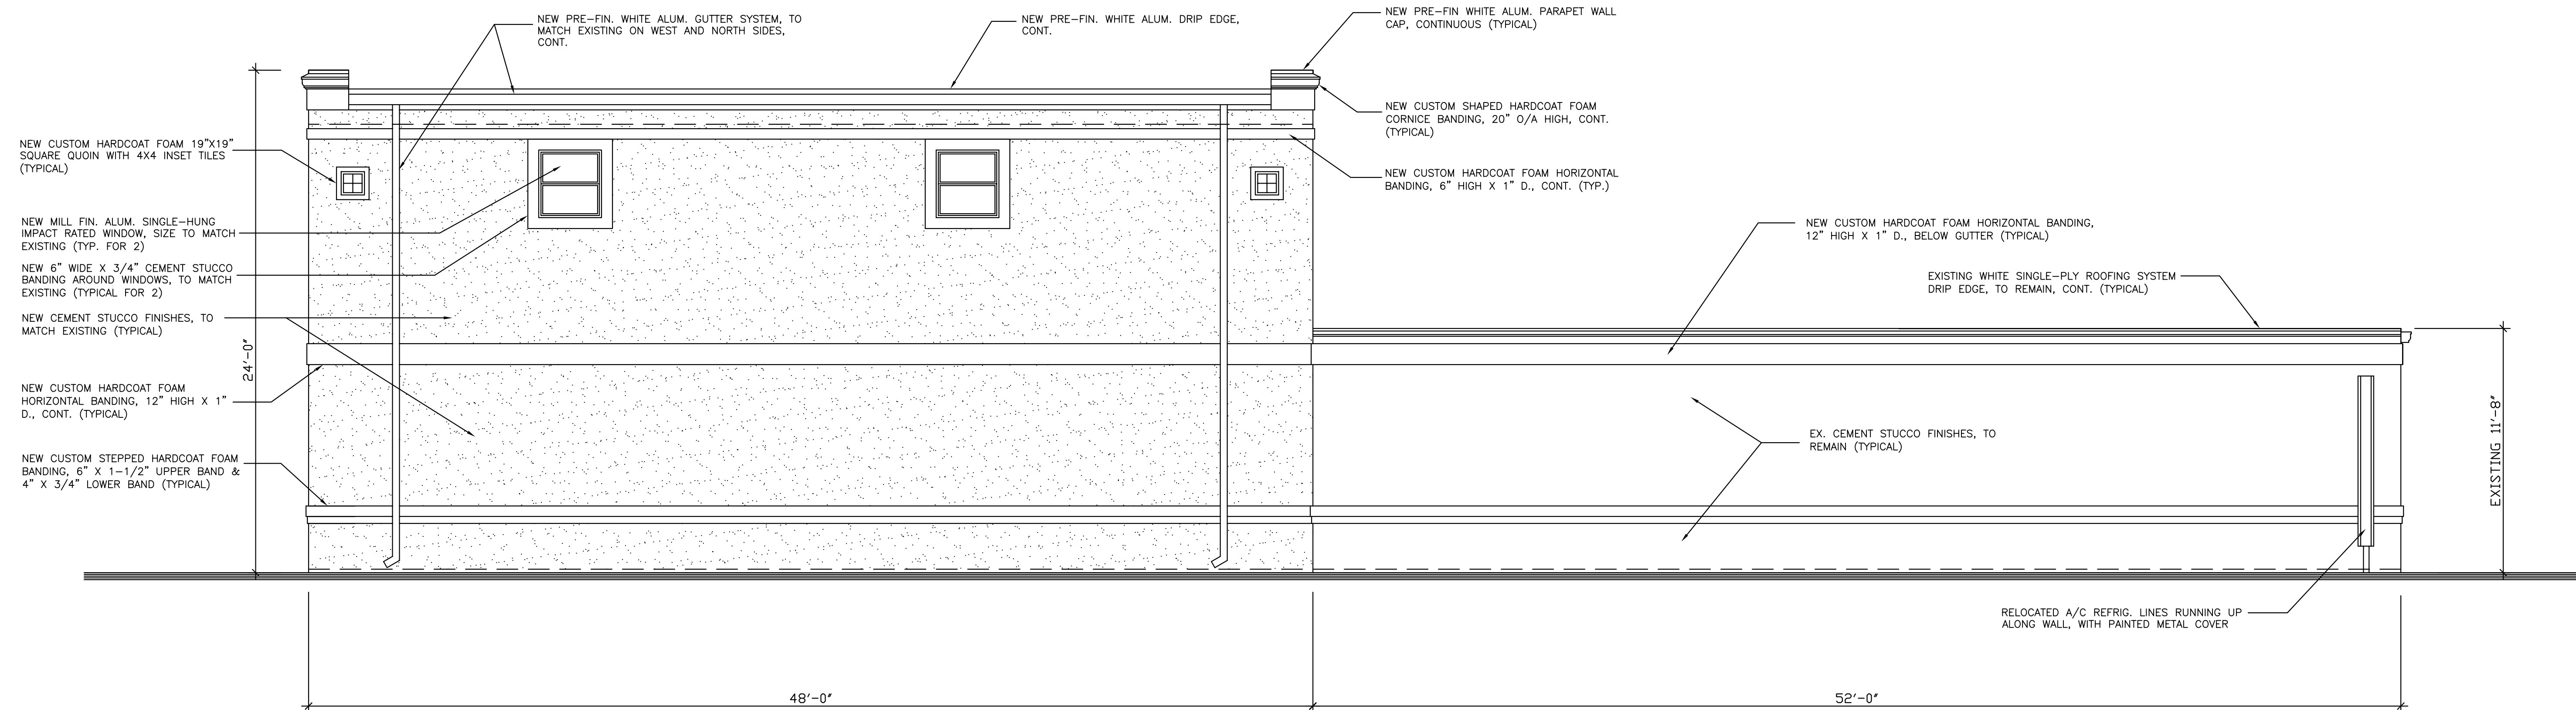 NEW PRE-FIN. WHITE ALUM. GUTTER SYSTEM, TO
MATCH EXISTING ON WEST AND NORTH SIDES,
CONT.
NEW PRE-FIN. WHITE ALUM. DRIP EDGE,
CONT.
NEW PRE-FIN WHITE ALUM. PARAPET WALL
CAP, CONTINUOUS (TYPICAL)
NEW CUSTOM SHAPED HARDCOAT FOAM
CORNICE BANDING, 20" O/A HIGH, CONT.
(TYPICAL)
NEW CUSTOM HARDCOAT FOAM HORIZONTAL
BANDING, 6" HIGH X 1" D., CONT. (TYP.)
NEW CUSTOM HARDCOAT FOAM 19"X19"
SQUARE QUOIN WITH 4X4 INSET TILES
(TYPICAL)
NEW MILL FIN. ALUM. SINGLE-HUNG
IMPACT RATED WINDOW, SIZE TO MATCH
EXISTING (TYP. FOR 2)
NEW 6" WIDE X 3/4" CEMENT STUCCO
BANDING AROUND WINDOWS, TO MATCH
EXISTING (TYPICAL FOR 2)
NEW CEMENT STUCCO FINISHES, TO
MATCH EXISTING (TYPICAL)
24'-0"
NEW CUSTOM HARDCOAT FOAM
HORIZONTAL BANDING, 12" HIGH X 1"
D., CONT. (TYPICAL)
NEW CUSTOM STEPPED HARDCOAT FOAM
BANDING, 6" X 1-1/2" UPPER BAND &
4" X 3/4" LOWER BAND (TYPICAL)
NEW CUSTOM HARDCOAT FOAM HORIZONTAL BANDING,
12" HIGH X 1" D., BELOW GUTTER (TYPICAL)
EXISTING WHITE SINGLE-PLY ROOFING SYSTEM
DRIP EDGE, TO REMAIN, CONT. (TYPICAL)
EX. CEMENT STUCCO FINISHES, TO
REMAIN (TYPICAL)
EXISTING 11'-8"
RELOCATED A/C REFRIG. LINES RUNNING UP
ALONG WALL, WITH PAINTED METAL COVER
48'-0"
52'-0"